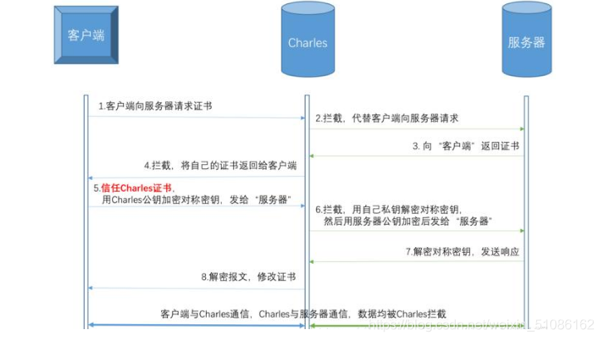 客户端
Charles
服务器
1.客户端向服务器请求证书
2.拦截，代替客户端向服务器请求
3. 向“客户端”返回证书
4.拦截，将自己的证书返回给客户端
5.信任Charles证书，
用Charles公钥加密对称密钥，发给“服务器”
6.拦截，用自己私钥解密对称密钥，
然后用服务器公钥加密后发给“服务器”
7.解密对称密钥，发送响应
8.解密报文，修改证书
客户端与Charles通信，Charles与服务器通信，数据均被Charles拦截